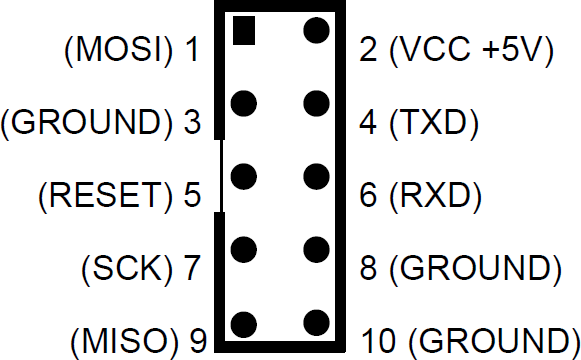 (MOSI) 1 2 (VCC +5V)
(GROUND) 3 4 (TXD)
(RESET) 5 6 (RXD)
(SCK) 7 8 (GROUND)
(MISO) 9 10 (GROUND)